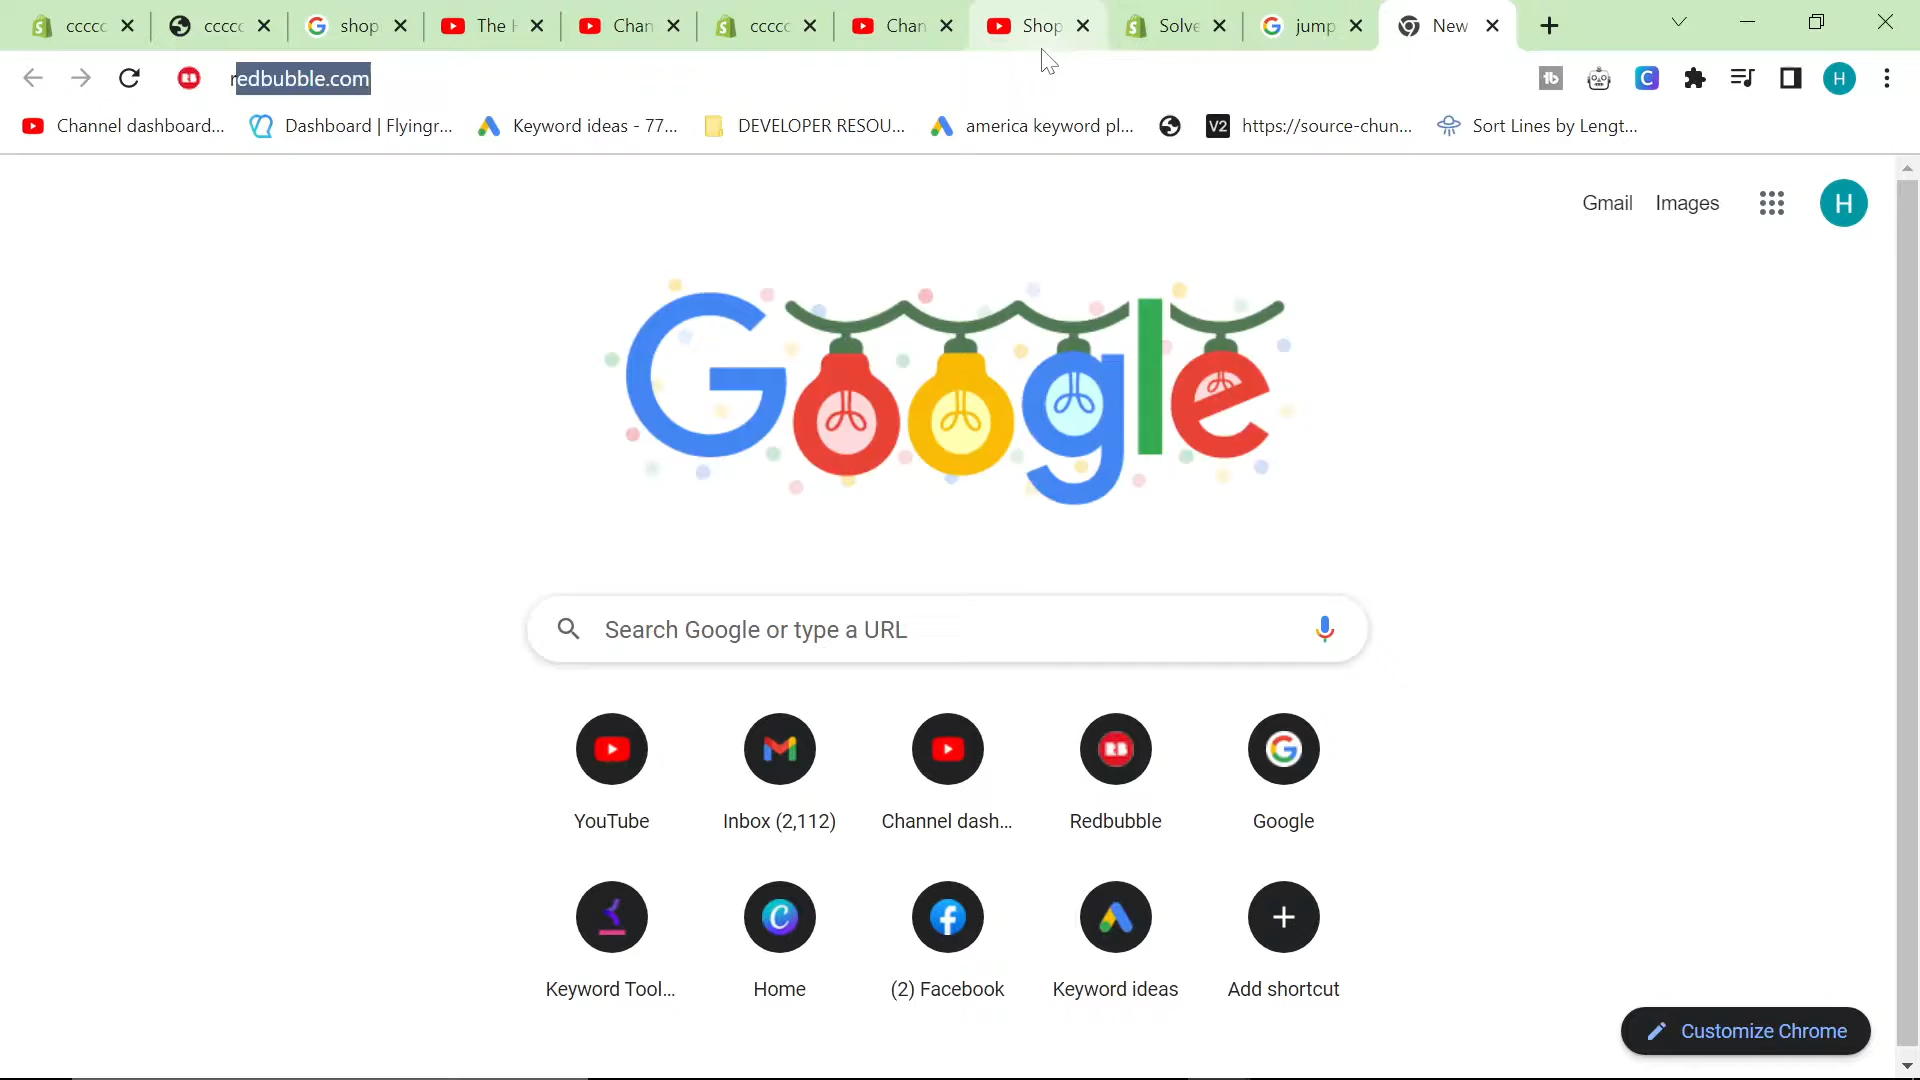 ccccc
ccccc
shop
The H
Chan
ccccc
Chan
Shop
Solve
jump
New
redbubble.com
tb
C
H
Channel dashboard...
Dashboard | Flyingr...
Keyword ideas - 77...
DEVELOPER RESOU...
america keyword pl...
V2
https://source-chun...
Sort Lines by Lengt...
Gmail
Images
H
Google
Search Google or type a URL
YouTube
Inbox (2,112)
Channel dash...
Redbubble
Google
Keyword Tool...
Home
(2) Facebook
Keyword ideas
Add shortcut
Customize Chrome